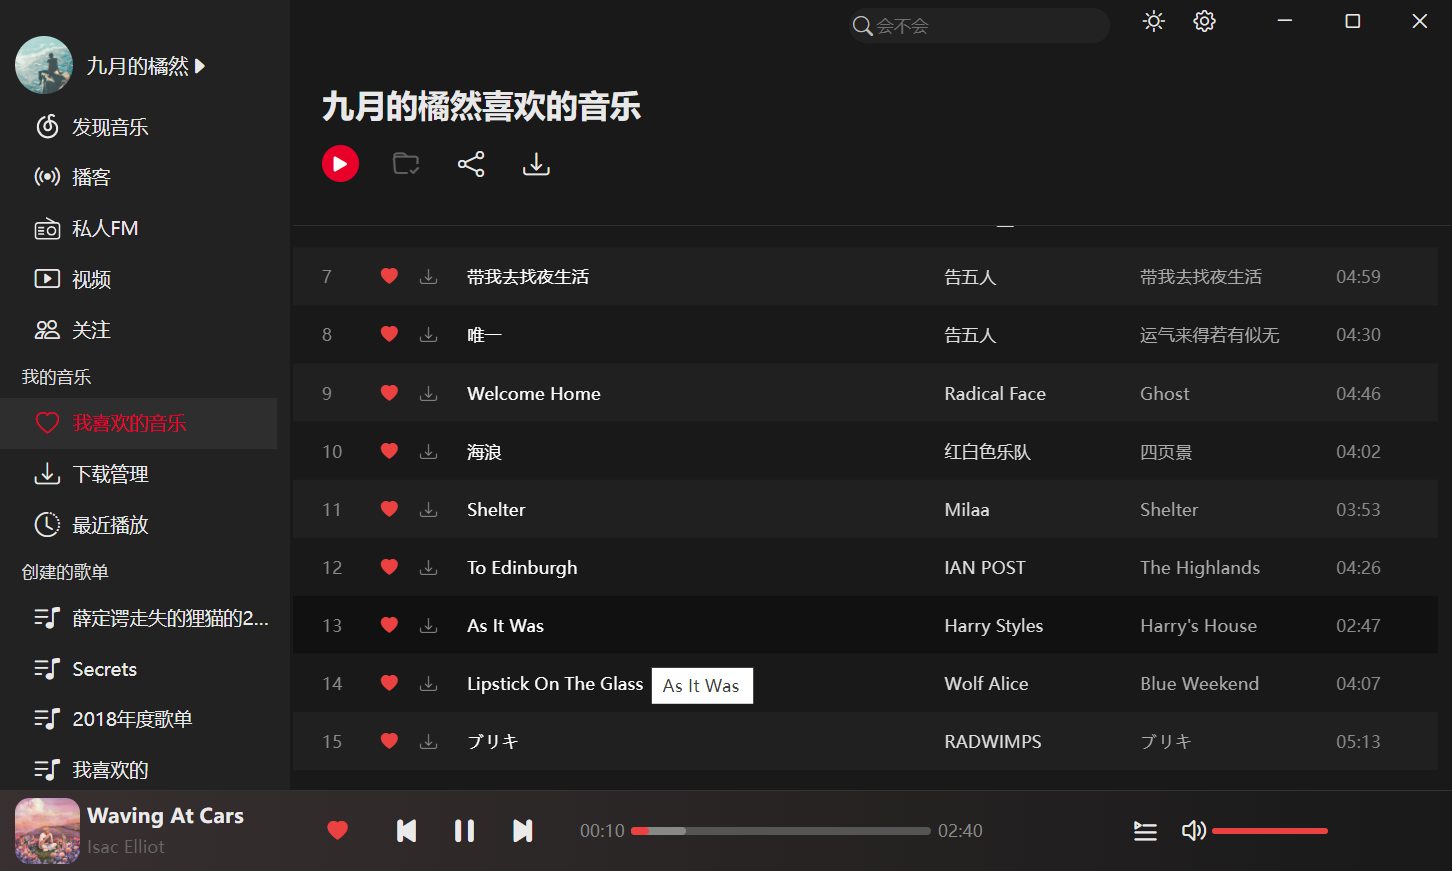 会不会
九月的橘然
发现音乐
播客
私人FM
视频
关注
我的音乐
我喜欢的音乐
下载管理
最近播放
创建的歌单
薛定谔走失的狸猫的2...
Secrets
2018年度歌单
我喜欢的
九月的橘然喜欢的音乐
7 带我去找夜生活 告五人 带我去找夜生活 04:59
8 唯一 告五人 运气来得若有似无 04:30
9 Welcome Home Radical Face Ghost 04:46
10 海浪 红白色乐队 四页景 04:02
11 Shelter Milaa Shelter 03:53
12 To Edinburgh IAN POST The Highlands 04:26
13 As It Was Harry Styles Harry's House 02:47
14 Lipstick On The Glass Wolf Alice Blue Weekend 04:07
As It Was
15 ブリキ RADWIMPS ブリキ 05:13
Waving At Cars
Isac Elliot
00:10 02:40